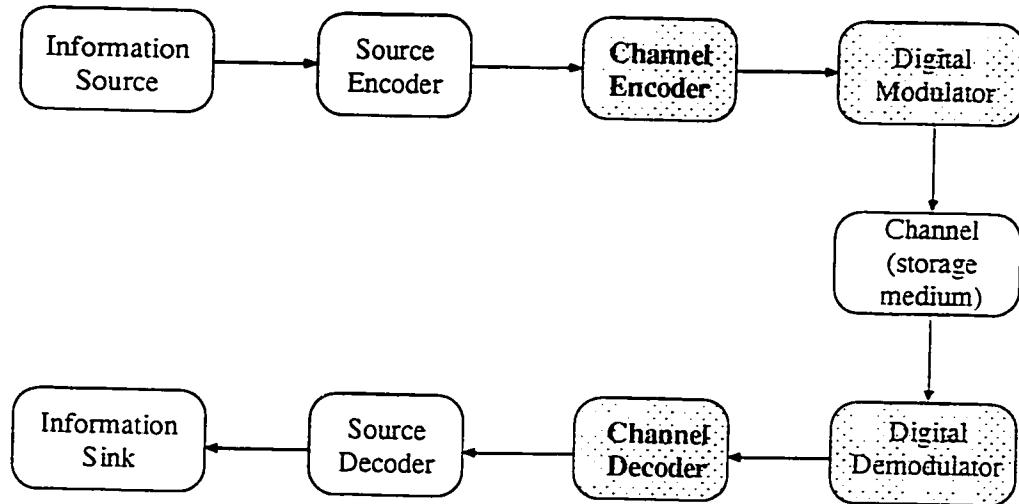 Information
Source
Source
Encoder
Channel
Encoder
Digital
Modulator
Channel
(storage
medium)
Information
Sink
Source
Decoder
Channel
Decoder
Digital
Demodulator